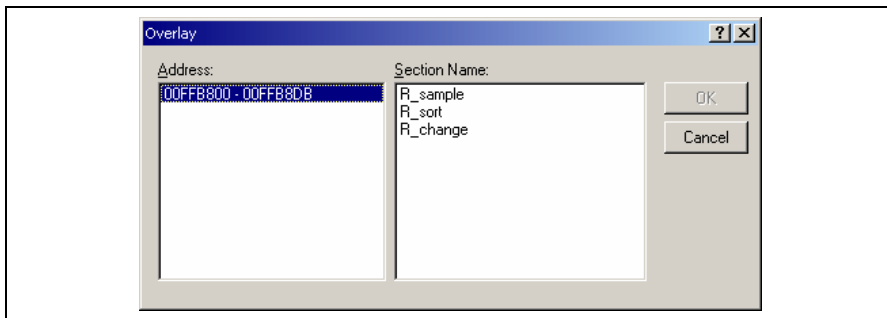 Overlay
Address:
00FFB800 - 00FFB8DB
Section Name:
R_sample
R_sort
R_change
OK
Cancel